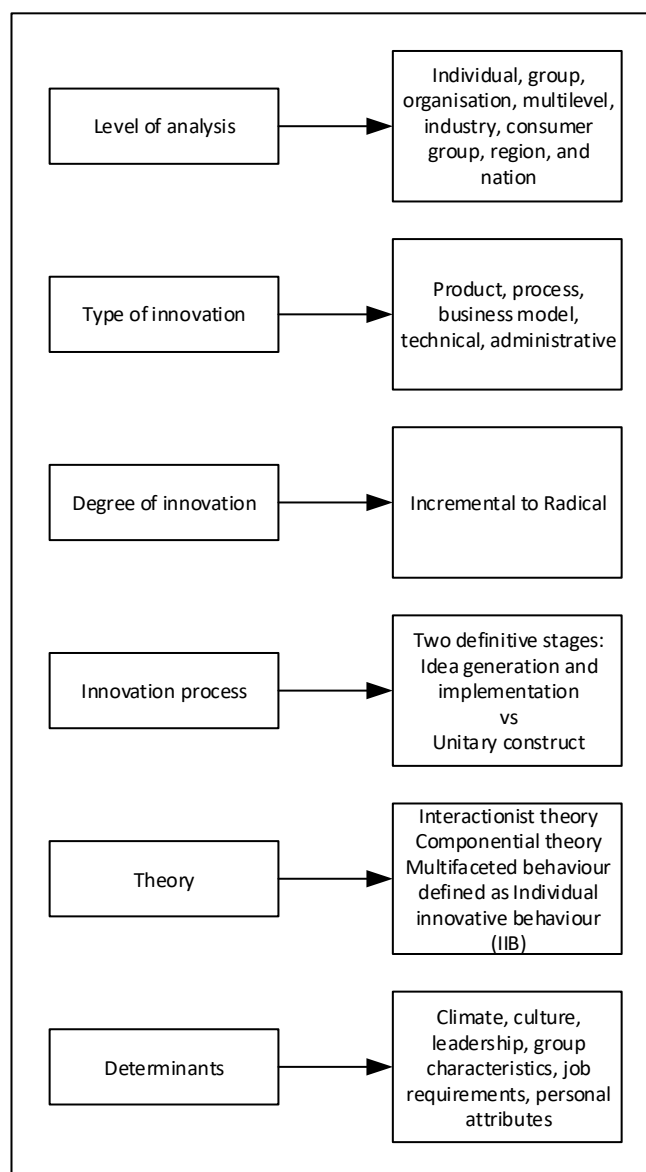 Level of analysis
Individual, group,
organisation, multilevel,
industry, consumer
group, region, and
nation
Type of innovation
Product, process,
business model,
technical, administrative
Degree of innovation
Incremental to Radical
Innovation process
Two definitive stages:
Idea generation and
implementation
vs
Unitary construct
Theory
Interactionist theory
Componential theory
Multifaceted behaviour
defined as Individual
innovative behaviour
(IIB)
Determinants
Climate, culture,
leadership, group
characteristics, job
requirements, personal
attributes